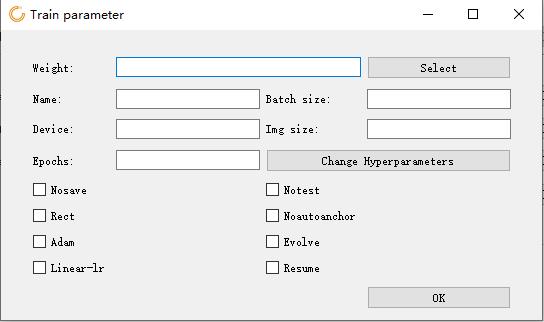 Train parameter
Weight: Select
Name: Batch size:
Device: Img size:
Epochs: Change Hyperparameters
Nosave Notest
Rect Noautoanchor
Adam Evolve
Linear-lr Resume
OK